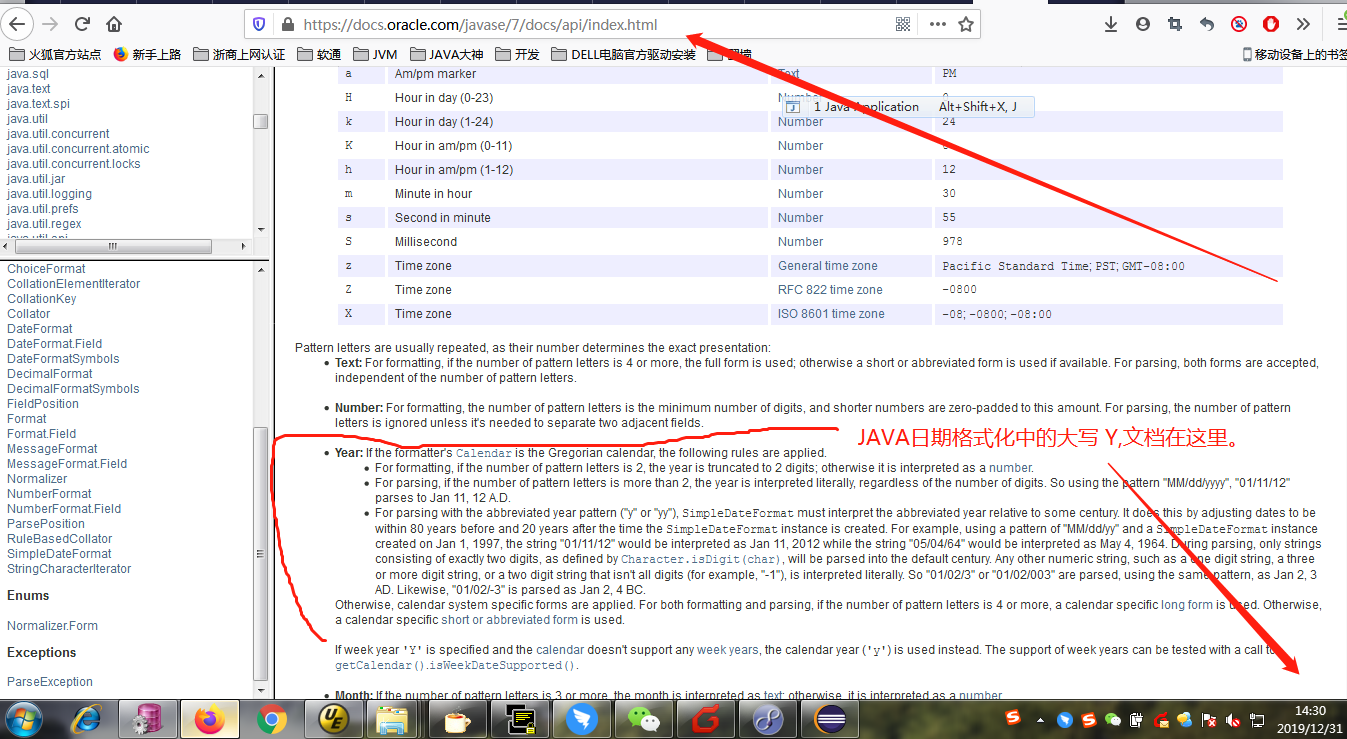 https://docs.oracle.com/javase/7/docs/api/index.html
火狐官方站点 新手上路 浙商上网认证 软通 JVM JAVA大神 开发 DELL电脑官方驱动安装 移动设备上的书签
java.sql
java.text
java.text.spi
java.util
java.util.concurrent
java.util.concurrent.atomic
java.util.concurrent.locks
java.util.jar
java.util.logging
java.util.prefs
java.util.regex
java.util.spi
ChoiceFormat
CollationElementIterator
CollationKey
Collator
DateFormat
DateFormat.Field
DateFormatSymbols
DecimalFormat
DecimalFormatSymbols
FieldPosition
Format
Format.Field
MessageFormat
MessageFormat.Field
Normalizer
NumberFormat
NumberFormat.Field
ParsePosition
RuleBasedCollator
SimpleDateFormat
StringCharacterIterator
Enums
Normalizer.Form
Exceptions
ParseException
a Am/pm marker Text PM
H Hour in day (0-23) Number 0
1 Java Application Alt+Shift+X, J
k Hour in day (1-24) Number 24
K Hour in am/pm (0-11) Number
h Hour in am/pm (1-12) Number 12
m Minute in hour Number 30
s Second in minute Number 55
S Millisecond Number 978
z Time zone General time zone Pacific Standard Time; PST; GMT-08:00
Z Time zone RFC 822 time zone -0800
X Time zone ISO 8601 time zone -08; -0800; -08:00
Pattern letters are usually repeated, as their number determines the exact presentation:
• Text: For formatting, if the number of pattern letters is 4 or more, the full form is used; otherwise a short or abbreviated form is used if available. For parsing, both forms are accepted,
independent of the number of pattern letters.
• Number: For formatting, the number of pattern letters is the minimum number of digits, and shorter numbers are zero-padded to this amount. For parsing, the number of pattern
letters is ignored unless it's needed to separate two adjacent fields.
JAVA日期格式化中的大写 Y,文档在这里。
• Year: If the formatter's Calendar is the Gregorian calendar, the following rules are applied.
• For formatting, if the number of pattern letters is 2, the year is truncated to 2 digits; otherwise it is interpreted as a number.
• For parsing, if the number of pattern letters is more than 2, the year is interpreted literally, regardless of the number of digits. So using the pattern "MM/dd/yyyy", "01/11/12"
parses to Jan 11, 12 A.D.
• For parsing with the abbreviated year pattern ("y" or "yy"), SimpleDateFormat must interpret the abbreviated year relative to some century. It does this by adjusting dates to be
within 80 years before and 20 years after the time the SimpleDateFormat instance is created. For example, using a pattern of "MM/dd/yy" and a SimpleDateFormat instance
created on Jan 1, 1997, the string "01/11/12" would be interpreted as Jan 11, 2012 while the string "05/04/64" would be interpreted as May 4, 1964. During parsing, only strings
consisting of exactly two digits, as defined by Character.isDigit(char), will be parsed into the default century. Any other numeric string, such as a one digit string, a three
or more digit string, or a two digit string that isn't all digits (for example, "-1"), is interpreted literally. So "01/02/3" or "01/02/003" are parsed, using the same pattern, as Jan 2, 3
AD. Likewise, "01/02/-3" is parsed as Jan 2, 4 BC.
Otherwise, calendar system specific forms are applied. For both formatting and parsing, if the number of pattern letters is 4 or more, a calendar specific long form is used. Otherwise,
a calendar specific short or abbreviated form is used.
If week year 'Y' is specified and the calendar doesn't support any week years, the calendar year ('y') is used instead. The support of week years can be tested with a call to
getCalendar().isWeekDateSupported().
• Month: If the number of pattern letters is 3 or more, the month is interpreted as text; otherwise, it is interpreted as a number.
14:30
2019/12/31